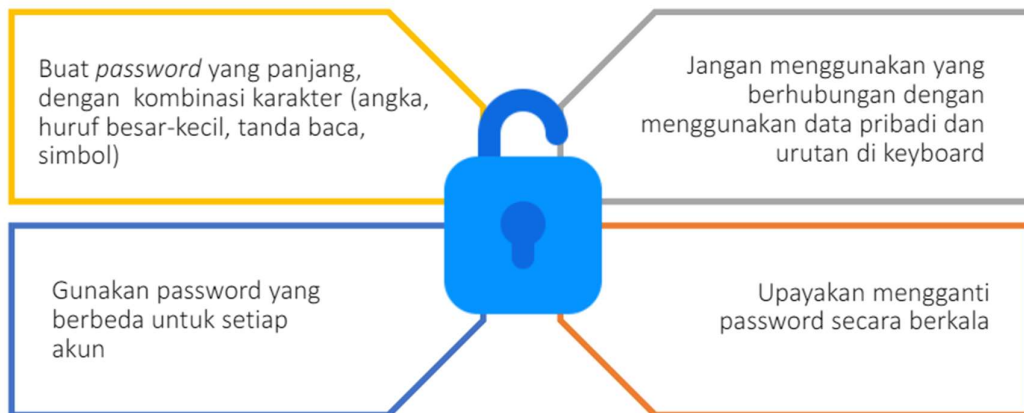 Buat password yang panjang,
dengan kombinasi karakter (angka,
huruf besar-kecil, tanda baca,
simbol)
Jangan menggunakan yang
berhubungan dengan
menggunakan data pribadi dan
urutan di keyboard
Gunakan password yang
berbeda untuk setiap
akun
Upayakan mengganti
password secara berkala